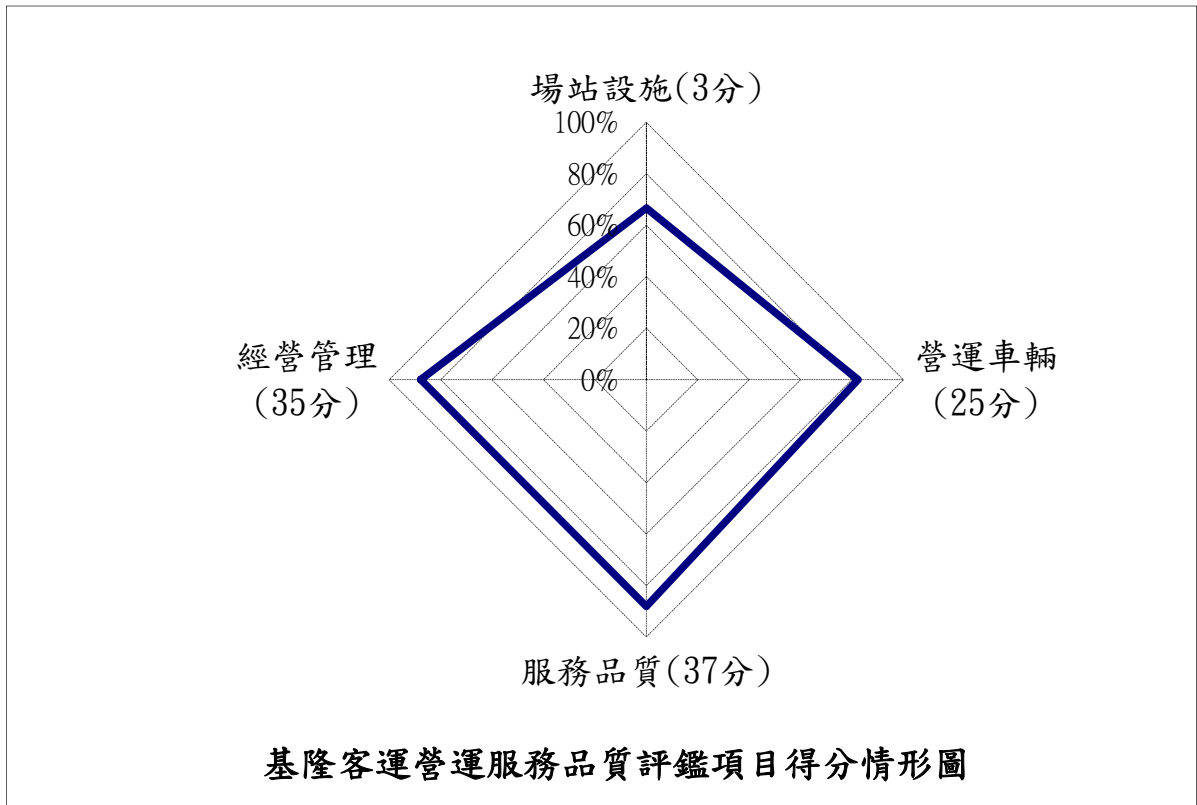 場站設施(3分)
100%
80%
60%
40%
20%
0%
經營管理
(35分)
營運車輛
(25分)
服務品質(37分)
基隆客運營運服務品質評鑑項目得分情形圖